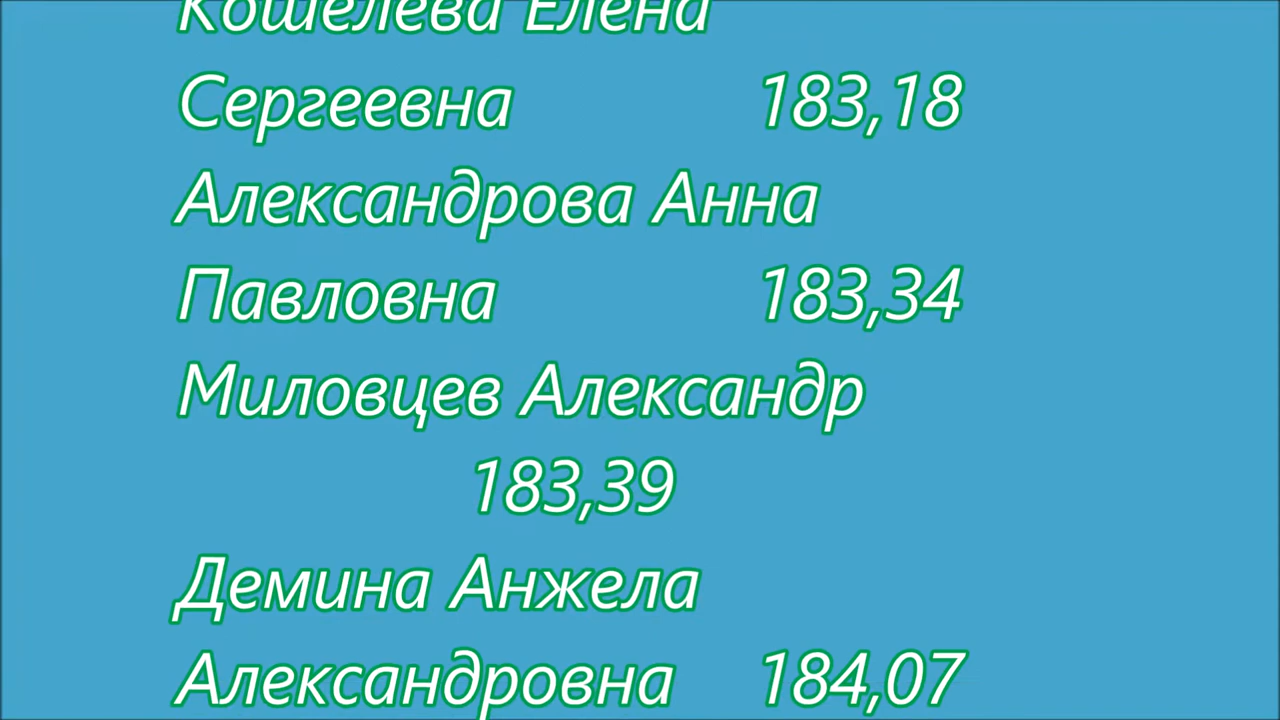 Кошелева Елена
Сергеевна 183,18
Александрова Анна
Павловна 183,34
Миловцев Александр
183,39
Демина Анжела
Александровна 184,07